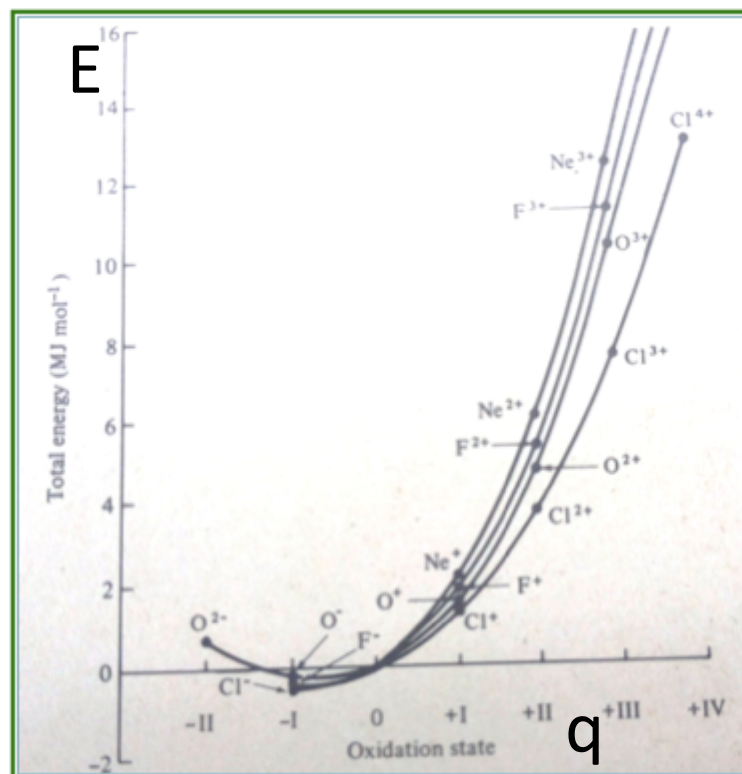 E
16
14
12
10
8
6
4
2
0
-2
Total energy (MJ mol⁻¹)
Cl⁴⁺
Ne³⁺
F³⁺
O³⁺
Cl³⁺
Ne²⁺
F²⁺
O²⁺
Cl²⁺
Ne⁺
F⁺
O⁺
Cl⁺
O²⁻
O⁻
F⁻
Cl⁻
-II
-I
0
+I
+II
+III
+IV
q
Oxidation state